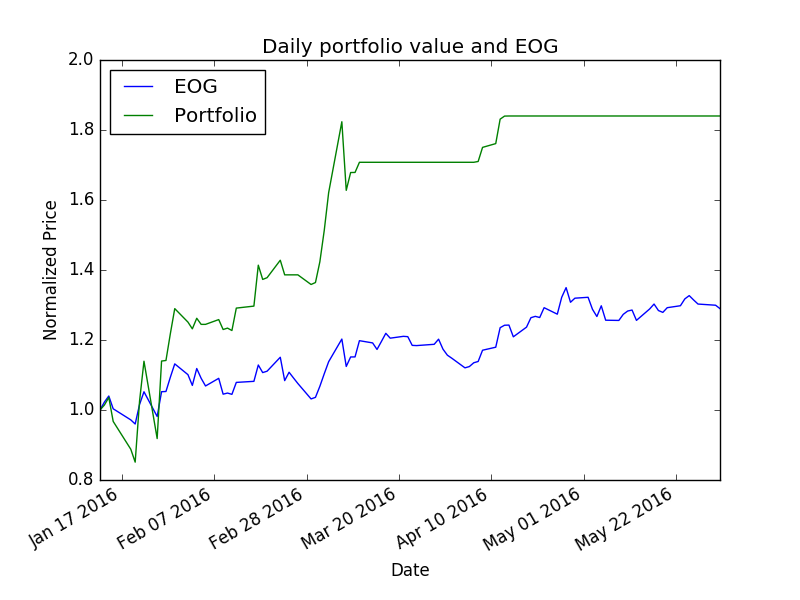 Daily portfolio value and EOG
2.0
1.8
1.6
1.4
1.2
1.0
0.8
Normalized Price
EOG
Portfolio
Jan 17 2016
Feb 07 2016
Feb 28 2016
Mar 20 2016
Apr 10 2016
May 01 2016
May 22 2016
Date